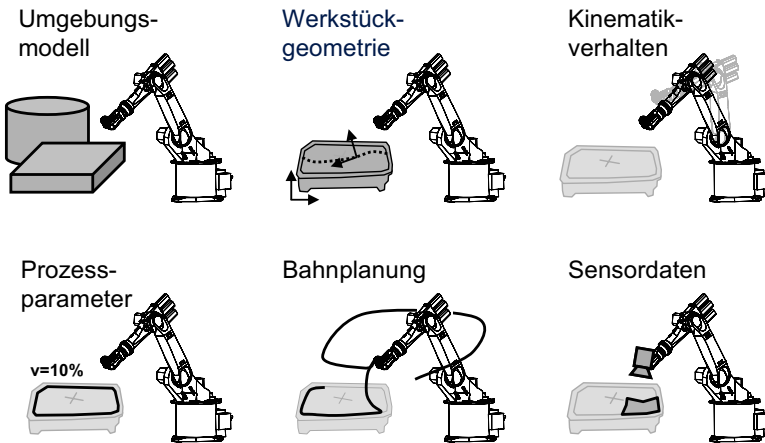 Umgebungs-
modell
Werkstück-
geometrie
Kinematik-
verhalten
Prozess-
parameter
v=10%
Bahnplanung
Sensordaten